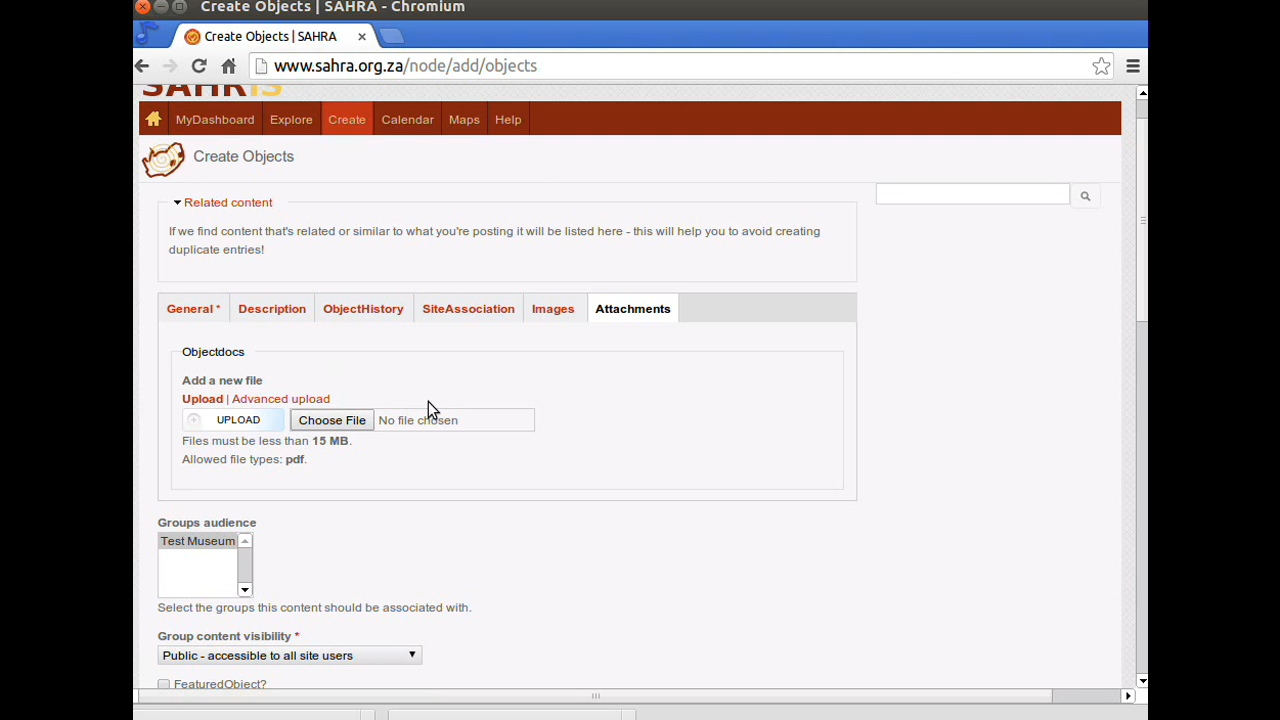 Create Objects | SAHRA - Chromium
Create Objects | SAHRA
www.sahra.org.za/node/add/objects
SAHRIS
MyDashboard Explore Create Calendar Maps Help
Create Objects
Related content
If we find content that's related or similar to what you're posting it will be listed here - this will help you to avoid creating
duplicate entries!
General * Description ObjectHistory SiteAssociation Images Attachments
Objectdocs
Add a new file
Upload | Advanced upload
UPLOAD Choose File No file chosen
Files must be less than 15 MB.
Allowed file types: pdf.
Groups audience
Test Museum
Select the groups this content should be associated with.
Group content visibility *
Public - accessible to all site users
FeaturedObject?